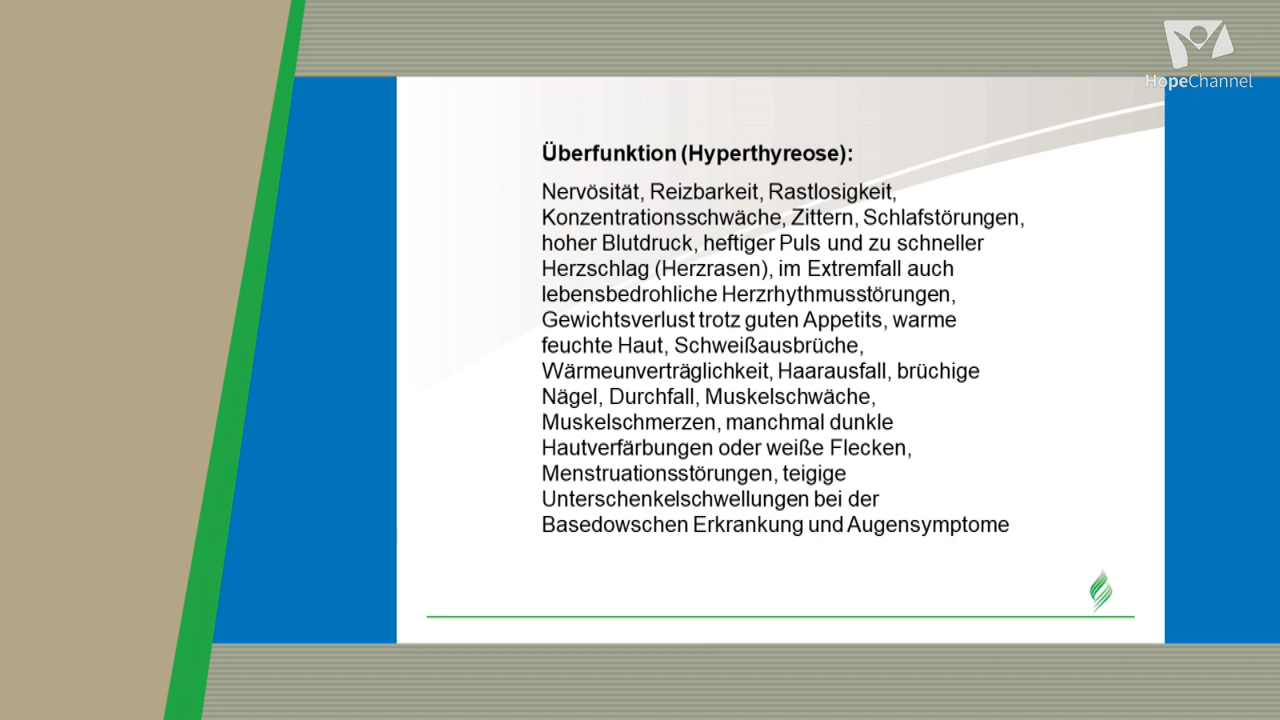 HopeChannel
Überfunktion (Hyperthyreose):
Nervösität, Reizbarkeit, Rastlosigkeit,
Konzentrationsschwäche, Zittern, Schlafstörungen,
hoher Blutdruck, heftiger Puls und zu schneller
Herzschlag (Herzrasen), im Extremfall auch
lebensbedrohliche Herzrhythmusstörungen,
Gewichtsverlust trotz guten Appetits, warme
feuchte Haut, Schweißausbrüche,
Wärmeunverträglichkeit, Haarausfall, brüchige
Nägel, Durchfall, Muskelschwäche,
Muskelschmerzen, manchmal dunkle
Hautverfärbungen oder weiße Flecken,
Menstruationsstörungen, teigige
Unterschenkelschwellungen bei der
Basedowschen Erkrankung und Augensymptome